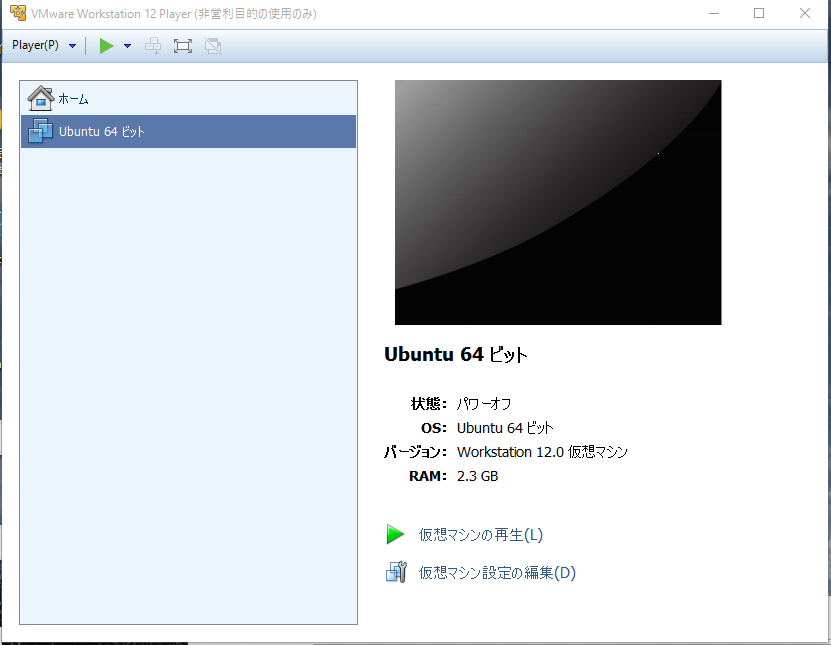 VMware Workstation 12 Player (非営利目的の使用のみ)
Player(P)
ホーム
Ubuntu 64 ビット
Ubuntu 64 ビット
状態: パワーオフ
OS: Ubuntu 64 ビット
バージョン: Workstation 12.0 仮想マシン
RAM: 2.3 GB
仮想マシンの再生(L)
仮想マシン設定の編集(D)